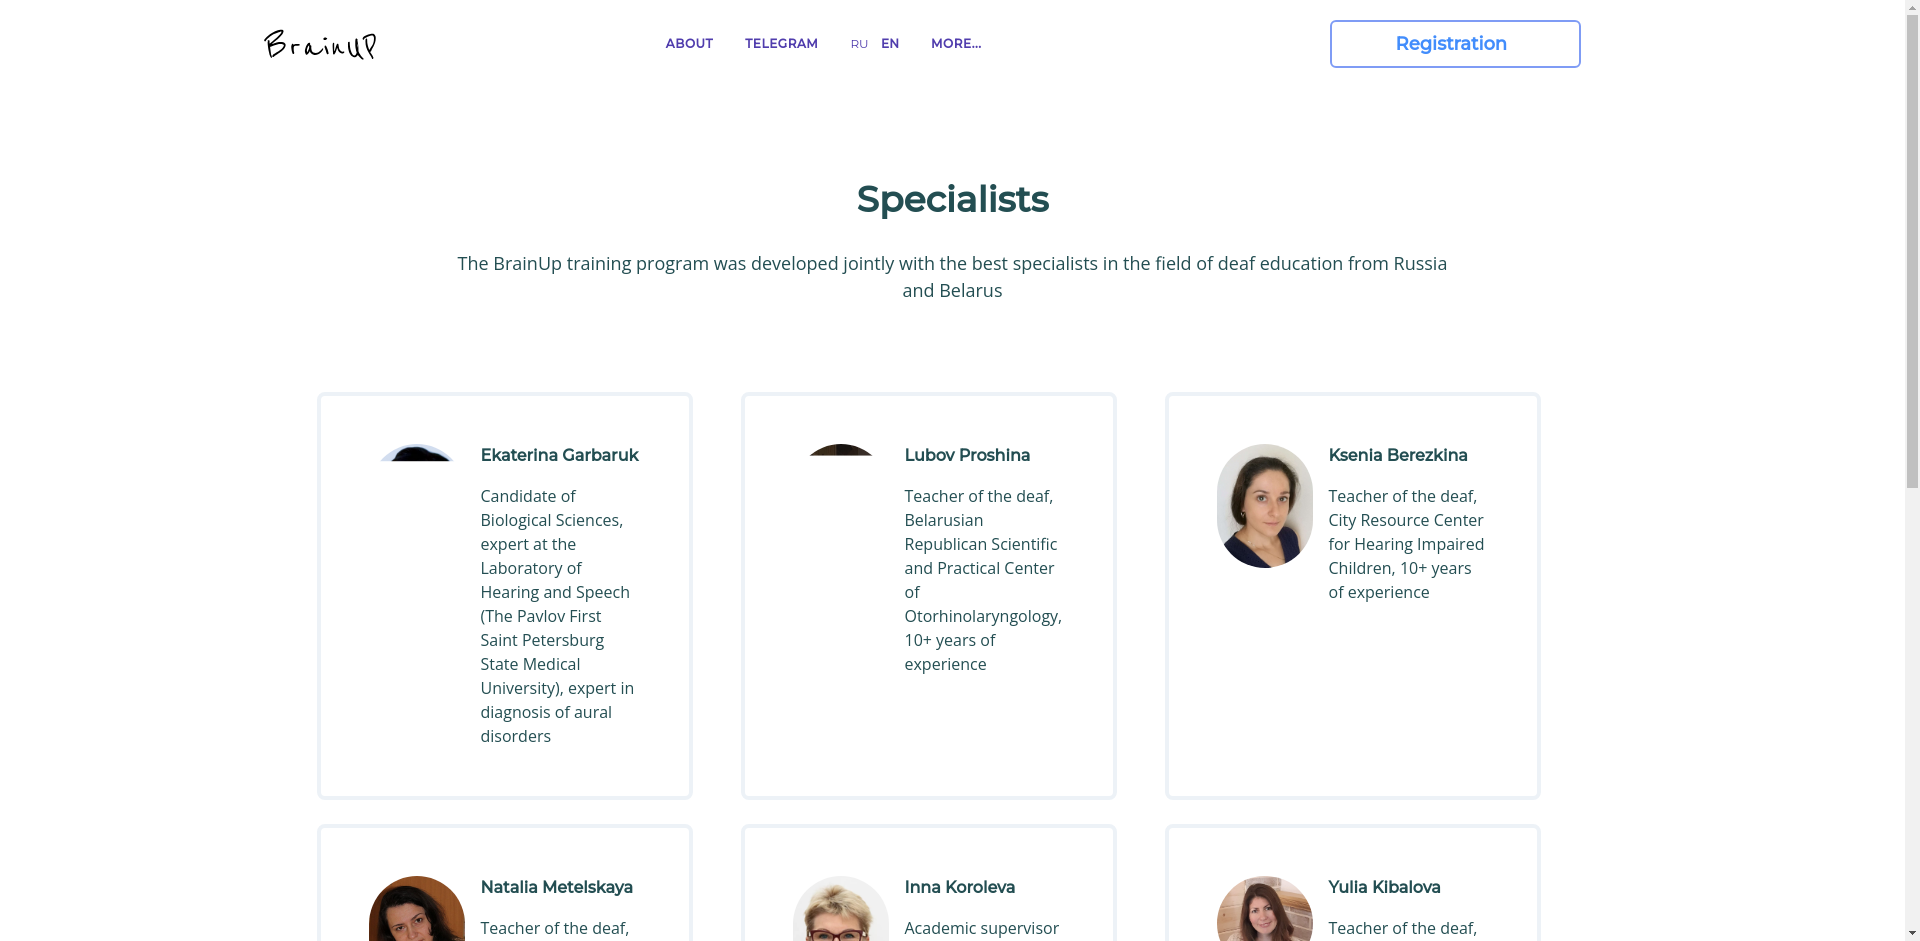 BrainUP
ABOUT TELEGRAM RU EN MORE...
Registration
Specialists
The BrainUp training program was developed jointly with the best specialists in the field of deaf education from Russia
and Belarus
Ekaterina Garbaruk
Candidate of
Biological Sciences,
expert at the
Laboratory of
Hearing and Speech
(The Pavlov First
Saint Petersburg
State Medical
University), expert in
diagnosis of aural
disorders
Lubov Proshina
Teacher of the deaf,
Belarusian
Republican Scientific
and Practical Center
of
Otorhinolaryngology,
10+ years of
experience
Ksenia Berezkina
Teacher of the deaf,
City Resource Center
for Hearing Impaired
Children, 10+ years
of experience
Natalia Metelskaya
Teacher of the deaf,
Inna Koroleva
Academic supervisor
Yulia Kibalova
Teacher of the deaf,